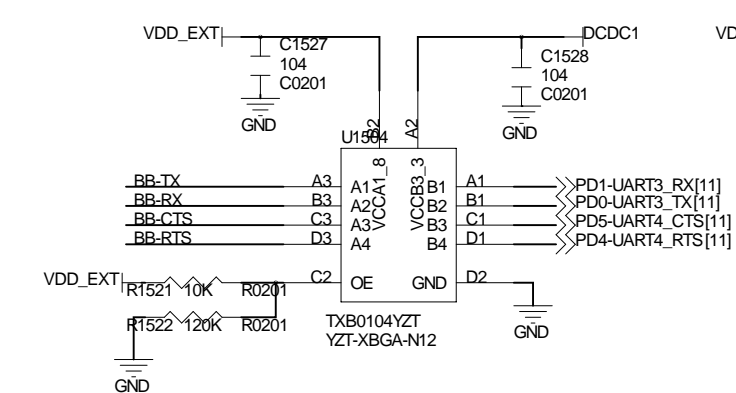 VDD_EXT
DCDC1
VD
C1527
104
C0201
C1528
104
C0201
GND
GND
U1504
B2
A2
BB-TX
A3
A1
VCCA1_8
VCCB3_3
B1
A1
PD1-UART3_RX[11]
BB-RX
B3
A2
B2
B1
PD0-UART3_TX[11]
BB-CTS
C3
A3
B3
C1
PD5-UART4_CTS[11]
BB-RTS
D3
A4
B4
D1
PD4-UART4_RTS[11]
VDD_EXT
R1521 10K R0201
C2
OE
GND
D2
R1522 120K R0201
TXB0104YZT
YZT-XBGA-N12
GND
GND